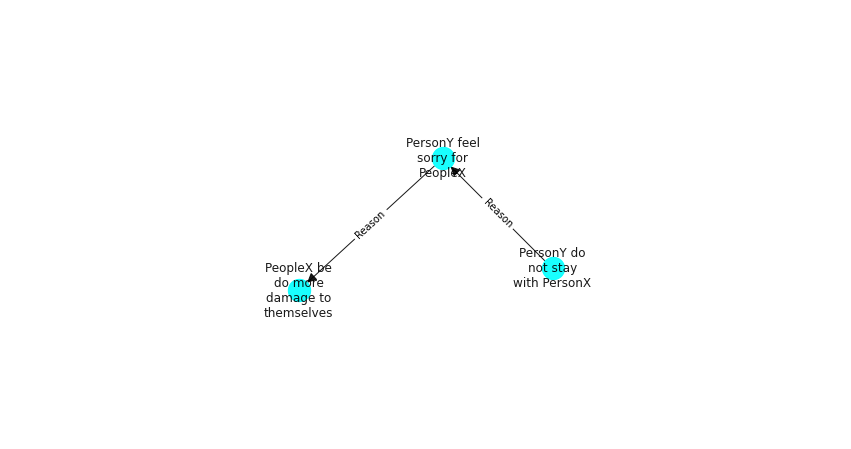 PersonY feel
sorry for
PeopleX
Reason
Reason
PersonY do
not stay
with PersonX
PeopleX be
do more
damage to
themselves